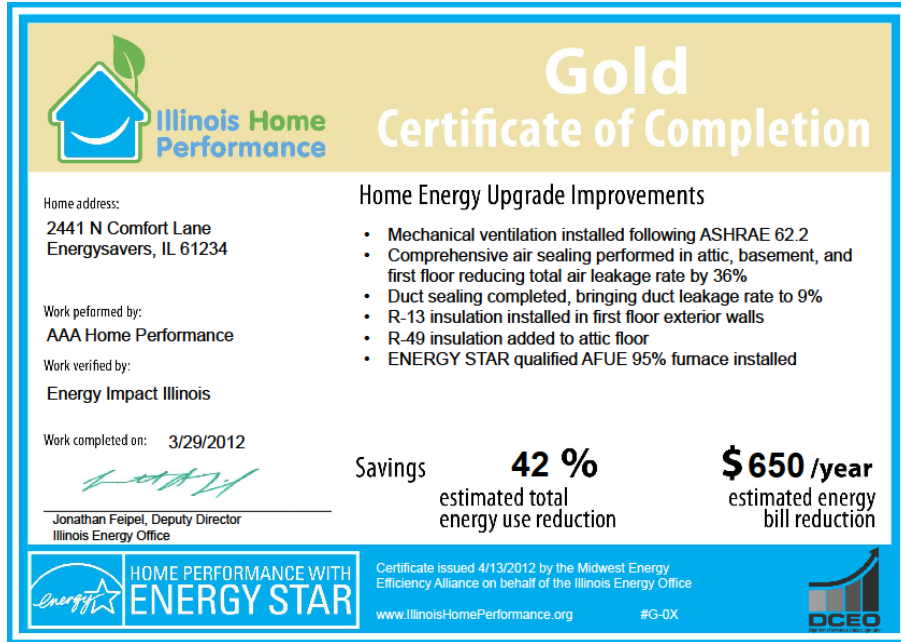 Illinois Home
Performance
Gold
Certificate of Completion
Home address:
2441 N Comfort Lane
Energysavers, IL 61234
Work peformed by:
AAA Home Performance
Work verified by:
Energy Impact Illinois
Work completed on: 3/29/2012
Jonathan Feipel, Deputy Director
Illinois Energy Office
Home Energy Upgrade Improvements
• Mechanical ventilation installed following ASHRAE 62.2
• Comprehensive air sealing performed in attic, basement, and
first floor reducing total air leakage rate by 36%
• Duct sealing completed, bringing duct leakage rate to 9%
• R-13 insulation installed in first floor exterior walls
• R-49 insulation added to attic floor
• ENERGY STAR qualified AFUE 95% furnace installed
Savings 42 %
estimated total
energy use reduction
$ 650 /year
estimated energy
bill reduction
energy
HOME PERFORMANCE WITH
ENERGY STAR
Certificate issued 4/13/2012 by the Midwest Energy
Efficiency Alliance on behalf of the Illinois Energy Office
www.IllinoisHomePerformance.org #G-0X
DCEO